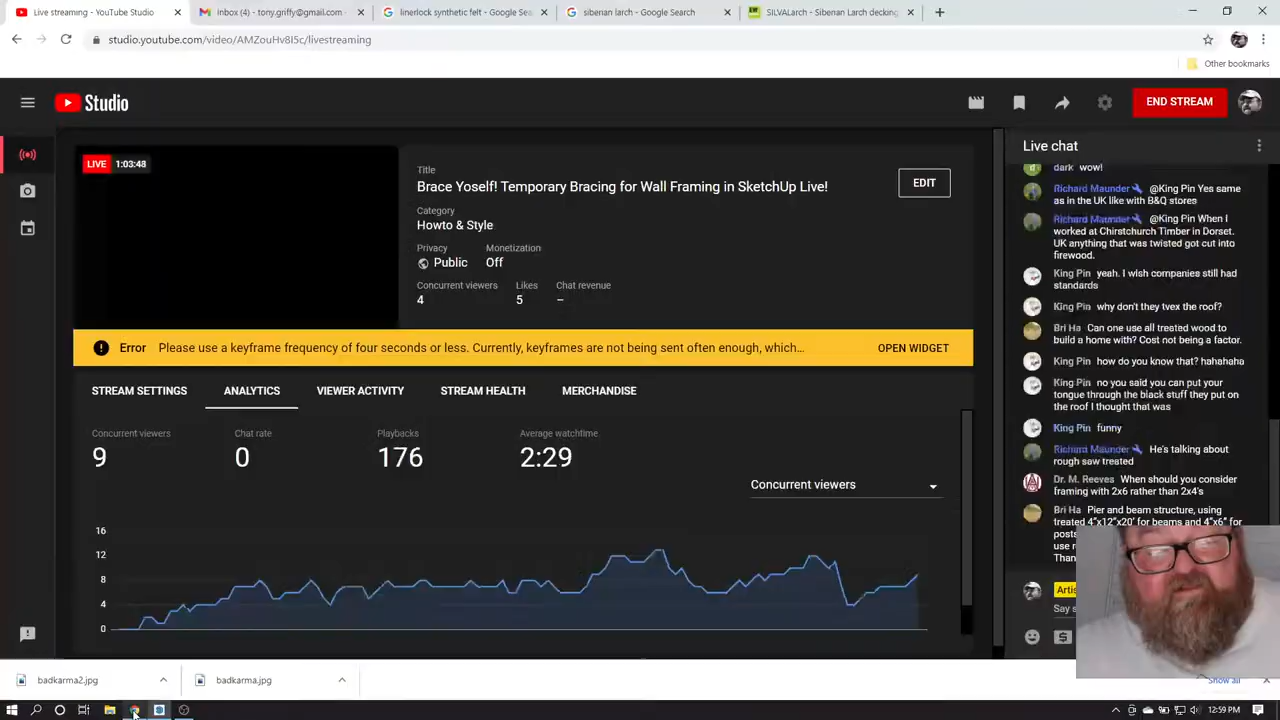 Live streaming - YouTube Studio
Inbox (4) - tony.griffy@gmail.com -
linerlock synthetic felt - Google Sea
siberian larch - Google Search
SILVALarch - Siberian Larch decking
studio.youtube.com/video/AMZouHv8I5c/livestreaming
Other bookmarks
Studio
END STREAM
LIVE 1:03:48
Title
Brace Yoself! Temporary Bracing for Wall Framing in SketchUp Live!
EDIT
Category
Howto & Style
Privacy Monetization
Public Off
Concurrent viewers Likes Chat revenue
4 5 –
Error Please use a keyframe frequency of four seconds or less. Currently, keyframes are not being sent often enough, which...
OPEN WIDGET
STREAM SETTINGS
ANALYTICS
VIEWER ACTIVITY
STREAM HEALTH
MERCHANDISE
Concurrent viewers Chat rate Playbacks Average watchtime
9 0 176 2:29
Concurrent viewers
16
12
8
4
0
Live chat
dark wow!
Richard Maunder @King Pin Yes same
as in the UK like with B&Q stores
Richard Maunder @King Pin When I
worked at Chirstchurch Timber in Dorset.
UK anything that was twisted got cut into
firewood.
King Pin yeah. I wish companies still had
standards
King Pin why don't they tvex the roof?
Bri Ha Can one use all treated wood to
build a home with? Cost not being a factor.
King Pin how do you know that? hahahaha
King Pin no you said you can put your
tongue through the black stuff they put on
the roof I thought that was
King Pin funny
Richard Maunder He's talking about
rough saw treated
Dr. M. Reeves When should you consider
framing with 2x6 rather than 2x4's
Bri Ha Pier and beam structure, using
treated 4"x12"x20' for beams and 4"x6" for
posts
use r
Than
Artis
Say s
badkarma2.jpg
badkarma.jpg
Show all
12:59 PM